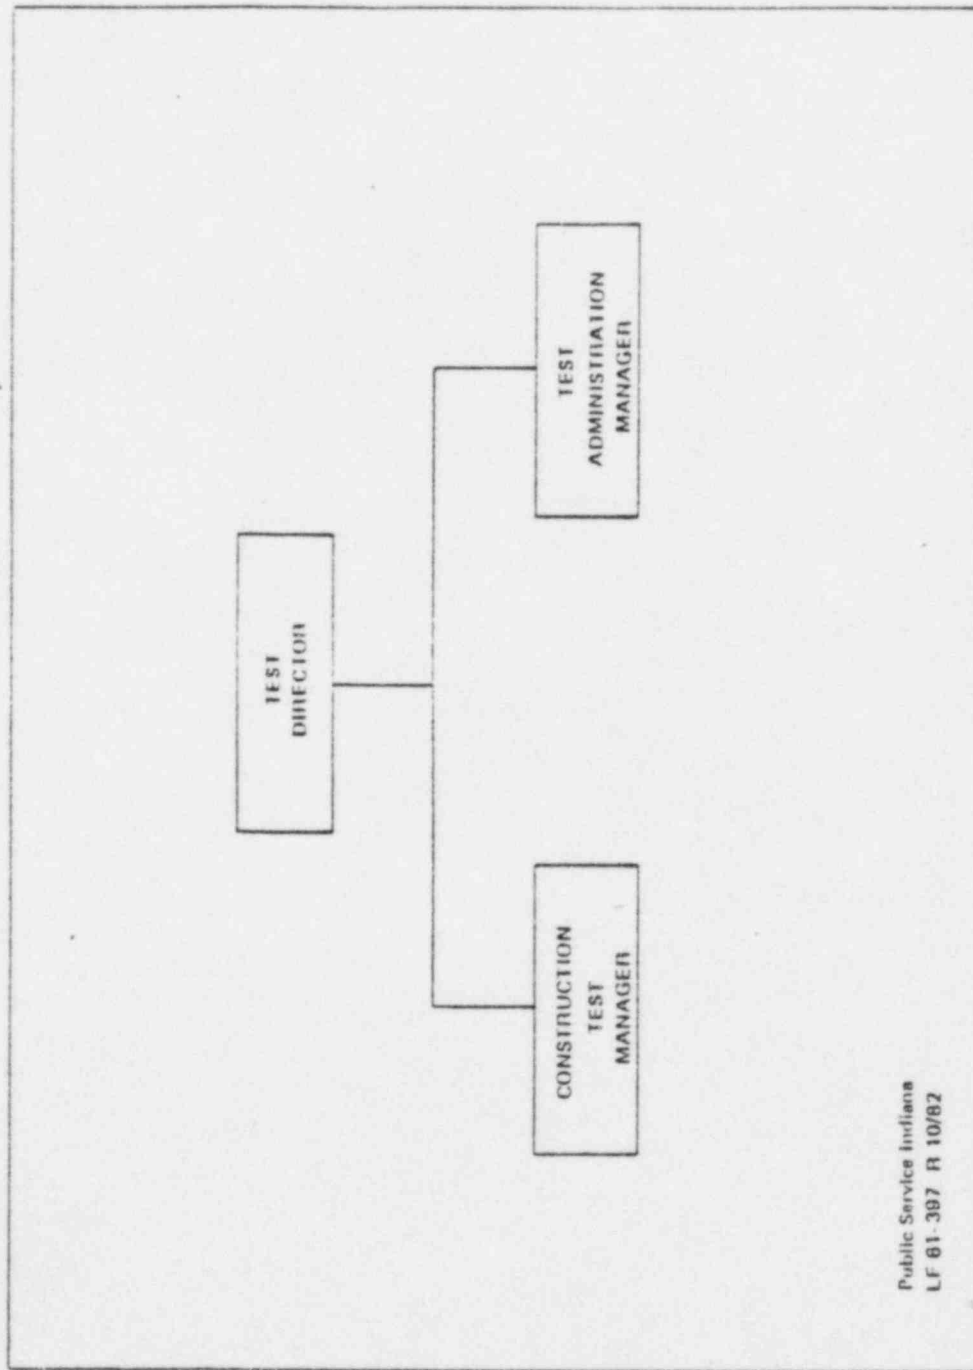 TEST
DIRECTOR
CONSTRUCTION
TEST
MANAGER
TEST
ADMINISTRATION
MANAGER
Public Service Indiana
LF 81-397 R 10/82